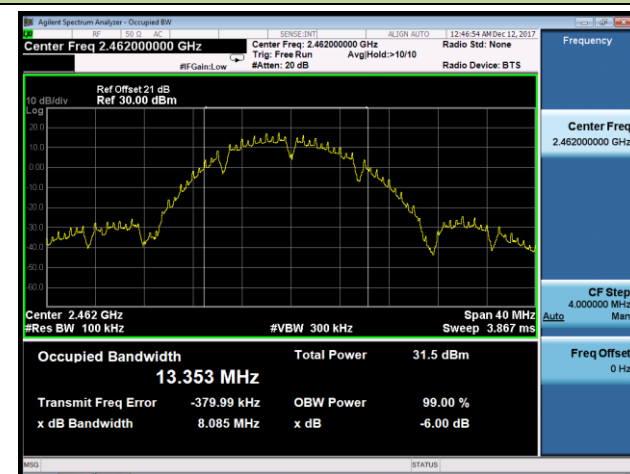 Agilent Spectrum Analyzer - Occupied BW
RF 50 Ω AC SENSE:INT ALIGN AUTO 12:46:54 AM Dec 12, 2017
Center Freq 2.462000000 GHz
Center Freq: 2.462000000 GHz
Radio Std: None
Trig: Free Run Avg|Hold:>10/10
#IFGain:Low
#Atten: 20 dB
Radio Device: BTS
Frequency
Ref Offset 21 dB
10 dB/div Ref 30.00 dBm
Log
20.0
10.0
0.00
-10.0
-20.0
-30.0
-40.0
-50.0
-60.0
Center 2.462 GHz
Span 40 MHz
#Res BW 100 kHz
#VBW 300 kHz
Sweep 3.867 ms
Occupied Bandwidth
Total Power 31.5 dBm
13.353 MHz
Transmit Freq Error -379.99 kHz
OBW Power 99.00 %
x dB Bandwidth 8.085 MHz
x dB -6.00 dB
Center Freq
2.462000000 GHz
CF Step
4.000000 MHz
Auto Man
Freq Offset
0 Hz
MSG
STATUS